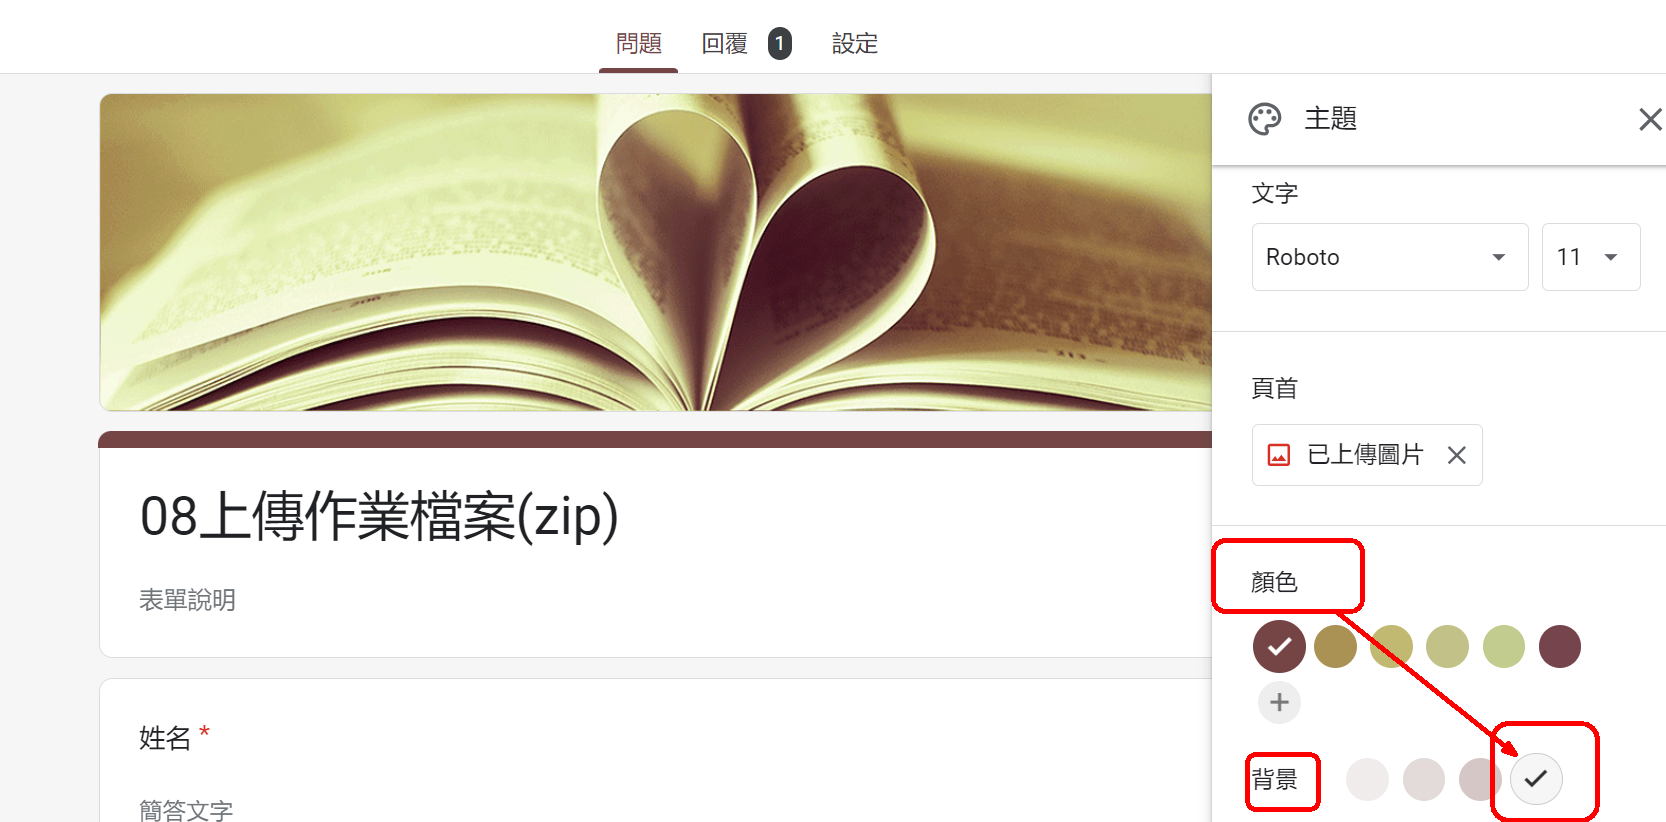 問題 回覆 1 設定
主題
文字
Roboto 11
頁首
已上傳圖片
08上傳作業檔案(zip)
表單說明
姓名 *
簡答文字
顏色
背景